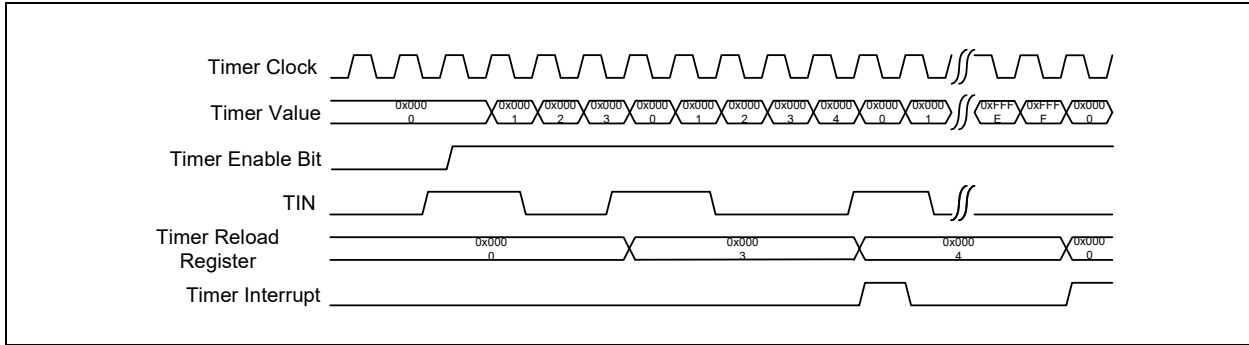 Timer Clock
Timer Value
0x000 0x000 0x000 0x000 0x000 0x000 0x000 0x000 0x000 0x000 0x000 0xFFF 0xFFF 0x000
0 1 2 3 0 1 2 3 4 0 1 E F 0
Timer Enable Bit
TIN
Timer Reload
Register
0x000 0x000 0x000 0x000
0 3 4 0
Timer Interrupt